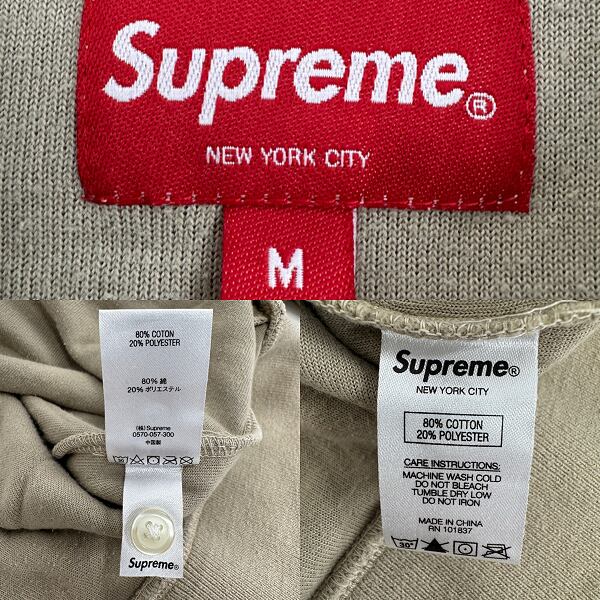 Supreme®
NEW YORK CITY
M
80% COTTON
20% POLYESTER
80% 綿
20% ポリエステル
(株) Supreme
0570-057-300
中国製
30
Supreme®
Supreme®
NEW YORK CITY
80% COTTON
20% POLYESTER
CARE INSTRUCTIONS:
MACHINE WASH COLD
DO NOT BLEACH
TUMBLE DRY LOW
DO NOT IRON
MADE IN CHINA
RN 101837
30°